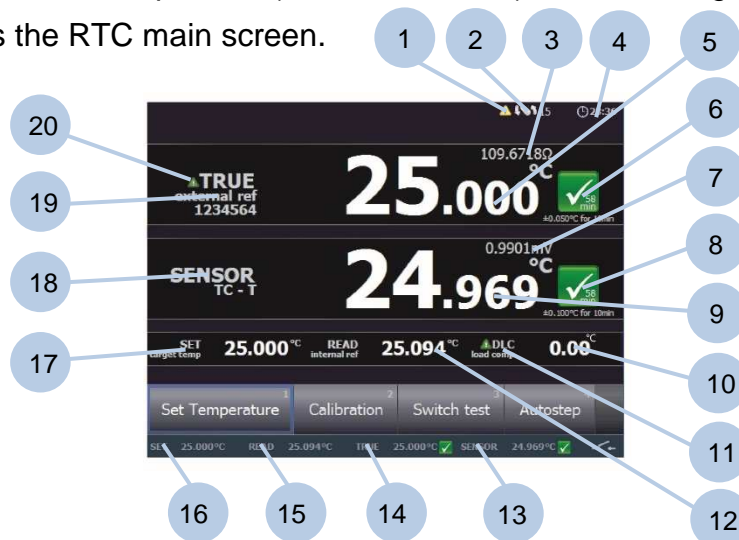 s the RTC main screen.
1 2 3 4 5
15
109.6718Ω
20 TRUE 25.000 °C 6
19 external ref 58 min
1234564 ±0.050°C for 10min
7
0.9901mV
18 SENSOR 24.969 °C 8
TC - T 58 min
±0.100°C for 10min
9
17 SET 25.000 °C READ 25.094 °C DLC 0.00 °C
target temp internal ref load comp
10
1 2 3
Set Temperature Calibration Switch test Autostep
11
SET 25.000°C READ 25.094°C TRUE 25.000°C SENSOR 24.969°C
16 15 14 13 12